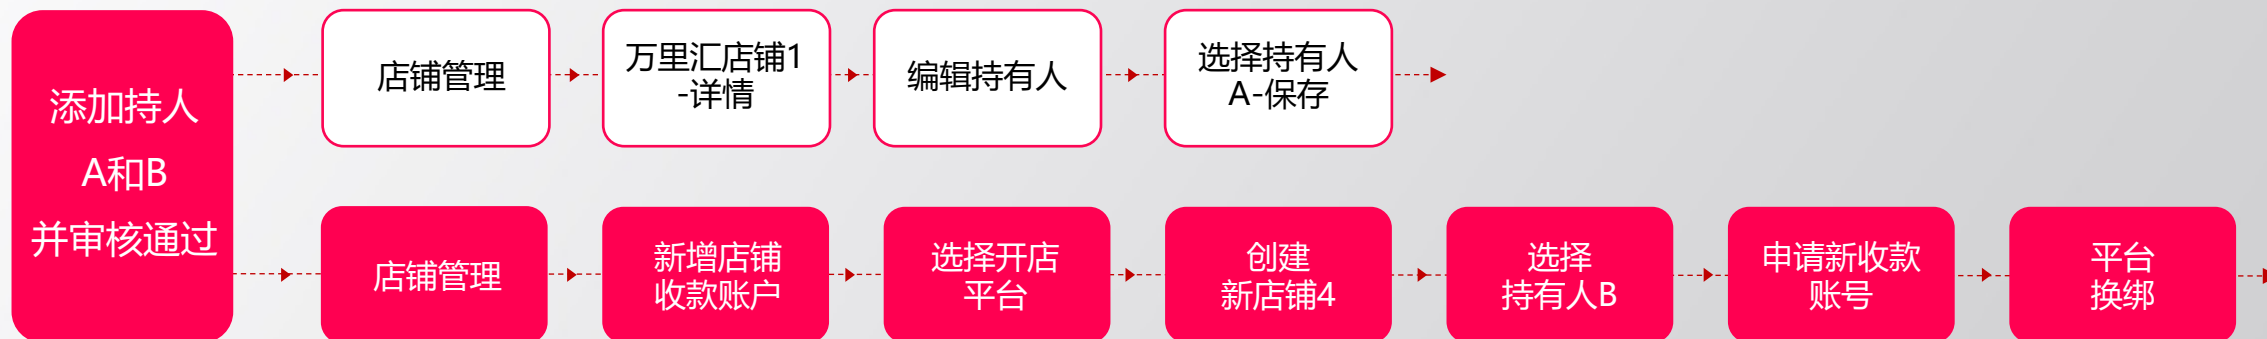 添加持人
A和B
并审核通过
店铺管理
万里汇店铺1
-详情
编辑持有人
选择持有人
A-保存
店铺管理
新增店铺
收款账户
选择开店
平台
创建
新店铺4
选择
持有人B
申请新收款
账号
平台
换绑